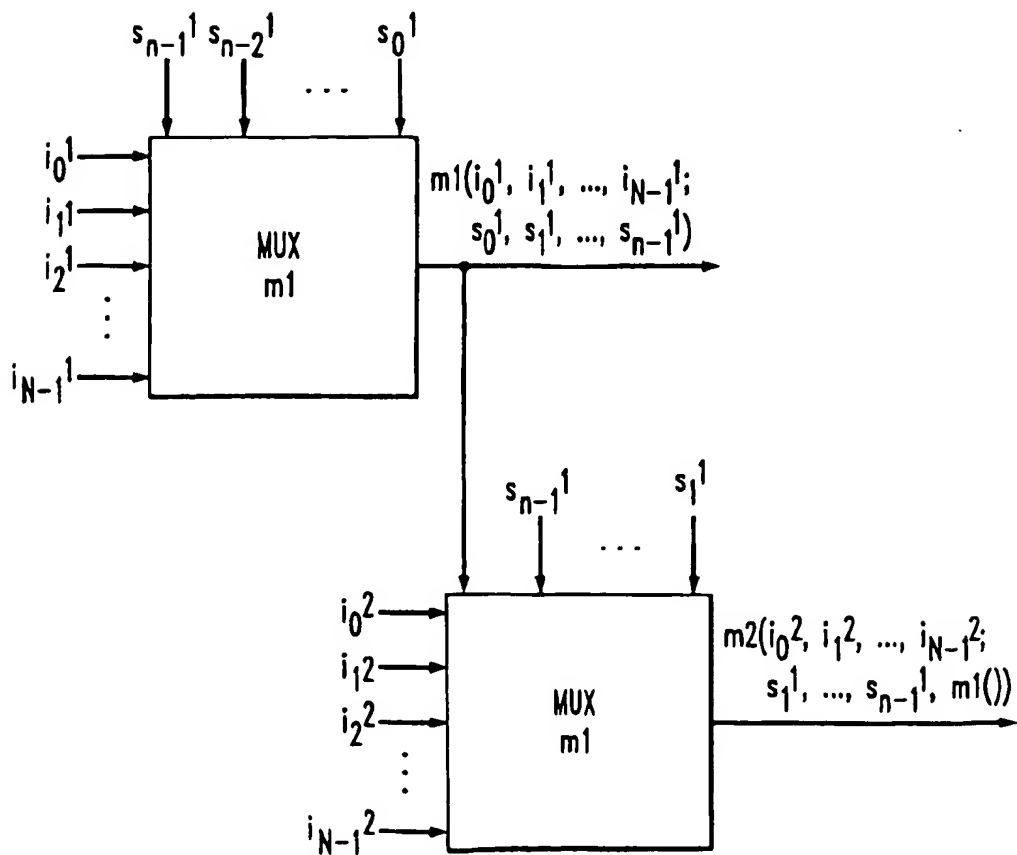 s_{n-1}^1 s_{n-2}^1 ... s_0^1
i_0^1
i_1^1
i_2^1
⋮
i_{N-1}^1
MUX
m1
m1(i_0^1, i_1^1, ..., i_{N-1}^1;
s_0^1, s_1^1, ..., s_{n-1}^1)
s_{n-1}^1 ... s_1^1
i_0^2
i_1^2
i_2^2
⋮
i_{N-1}^2
MUX
m1
m2(i_0^2, i_1^2, ..., i_{N-1}^2;
s_1^1, ..., s_{n-1}^1, m1())